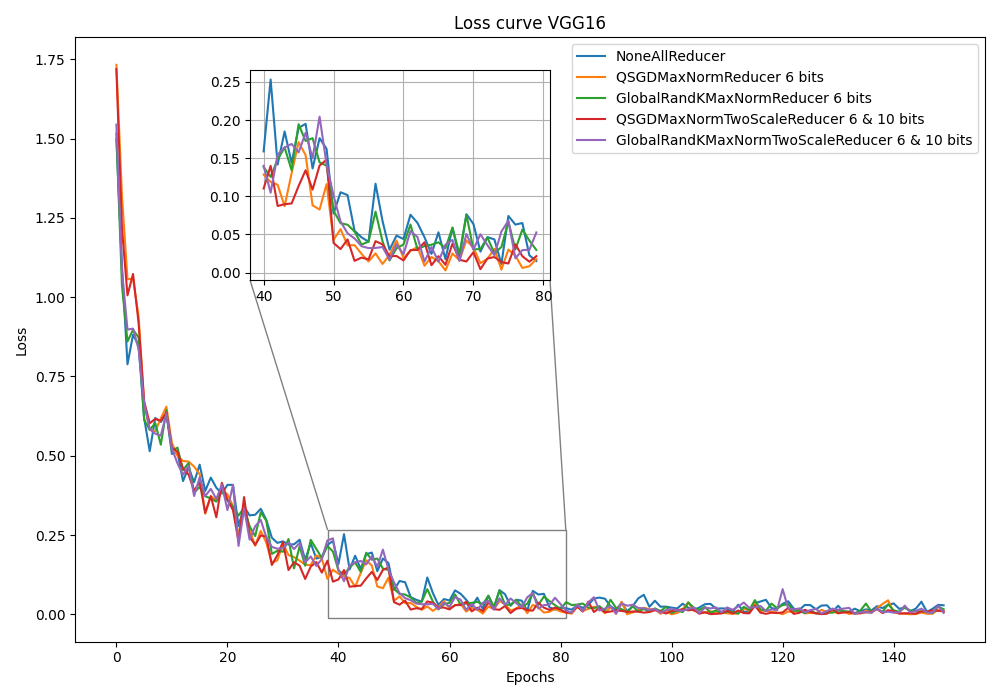 Loss curve VGG16
NoneAllReducer
QSGDMaxNormReducer 6 bits
GlobalRandKMaxNormReducer 6 bits
QSGDMaxNormTwoScaleReducer 6 & 10 bits
GlobalRandKMaxNormTwoScaleReducer 6 & 10 bits
Loss
1.75
1.50
1.25
1.00
0.75
0.50
0.25
0.00
0.25
0.20
0.15
0.10
0.05
0.00
40 50 60 70 80
0 20 40 60 80 100 120 140
Epochs